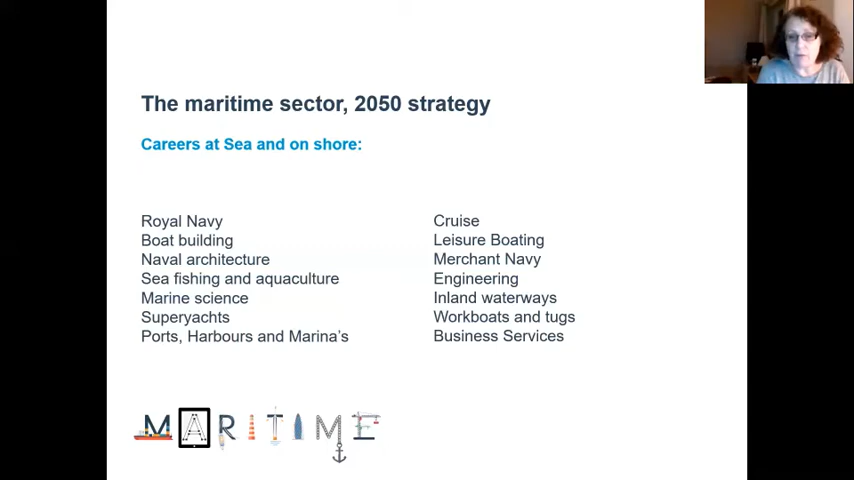 The maritime sector, 2050 strategy
Careers at Sea and on shore:
Royal Navy
Boat building
Naval architecture
Sea fishing and aquaculture
Marine science
Superyachts
Ports, Harbours and Marina's
Cruise
Leisure Boating
Merchant Navy
Engineering
Inland waterways
Workboats and tugs
Business Services
MARITIME